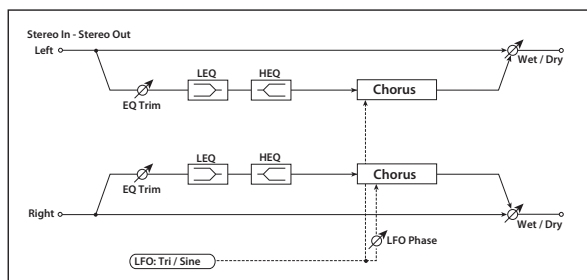 Stereo In - Stereo Out
Left
Wet / Dry
EQ Trim
LEQ
HEQ
Chorus
EQ Trim
LEQ
HEQ
Chorus
Right
Wet / Dry
LFO Phase
LFO: Tri / Sine